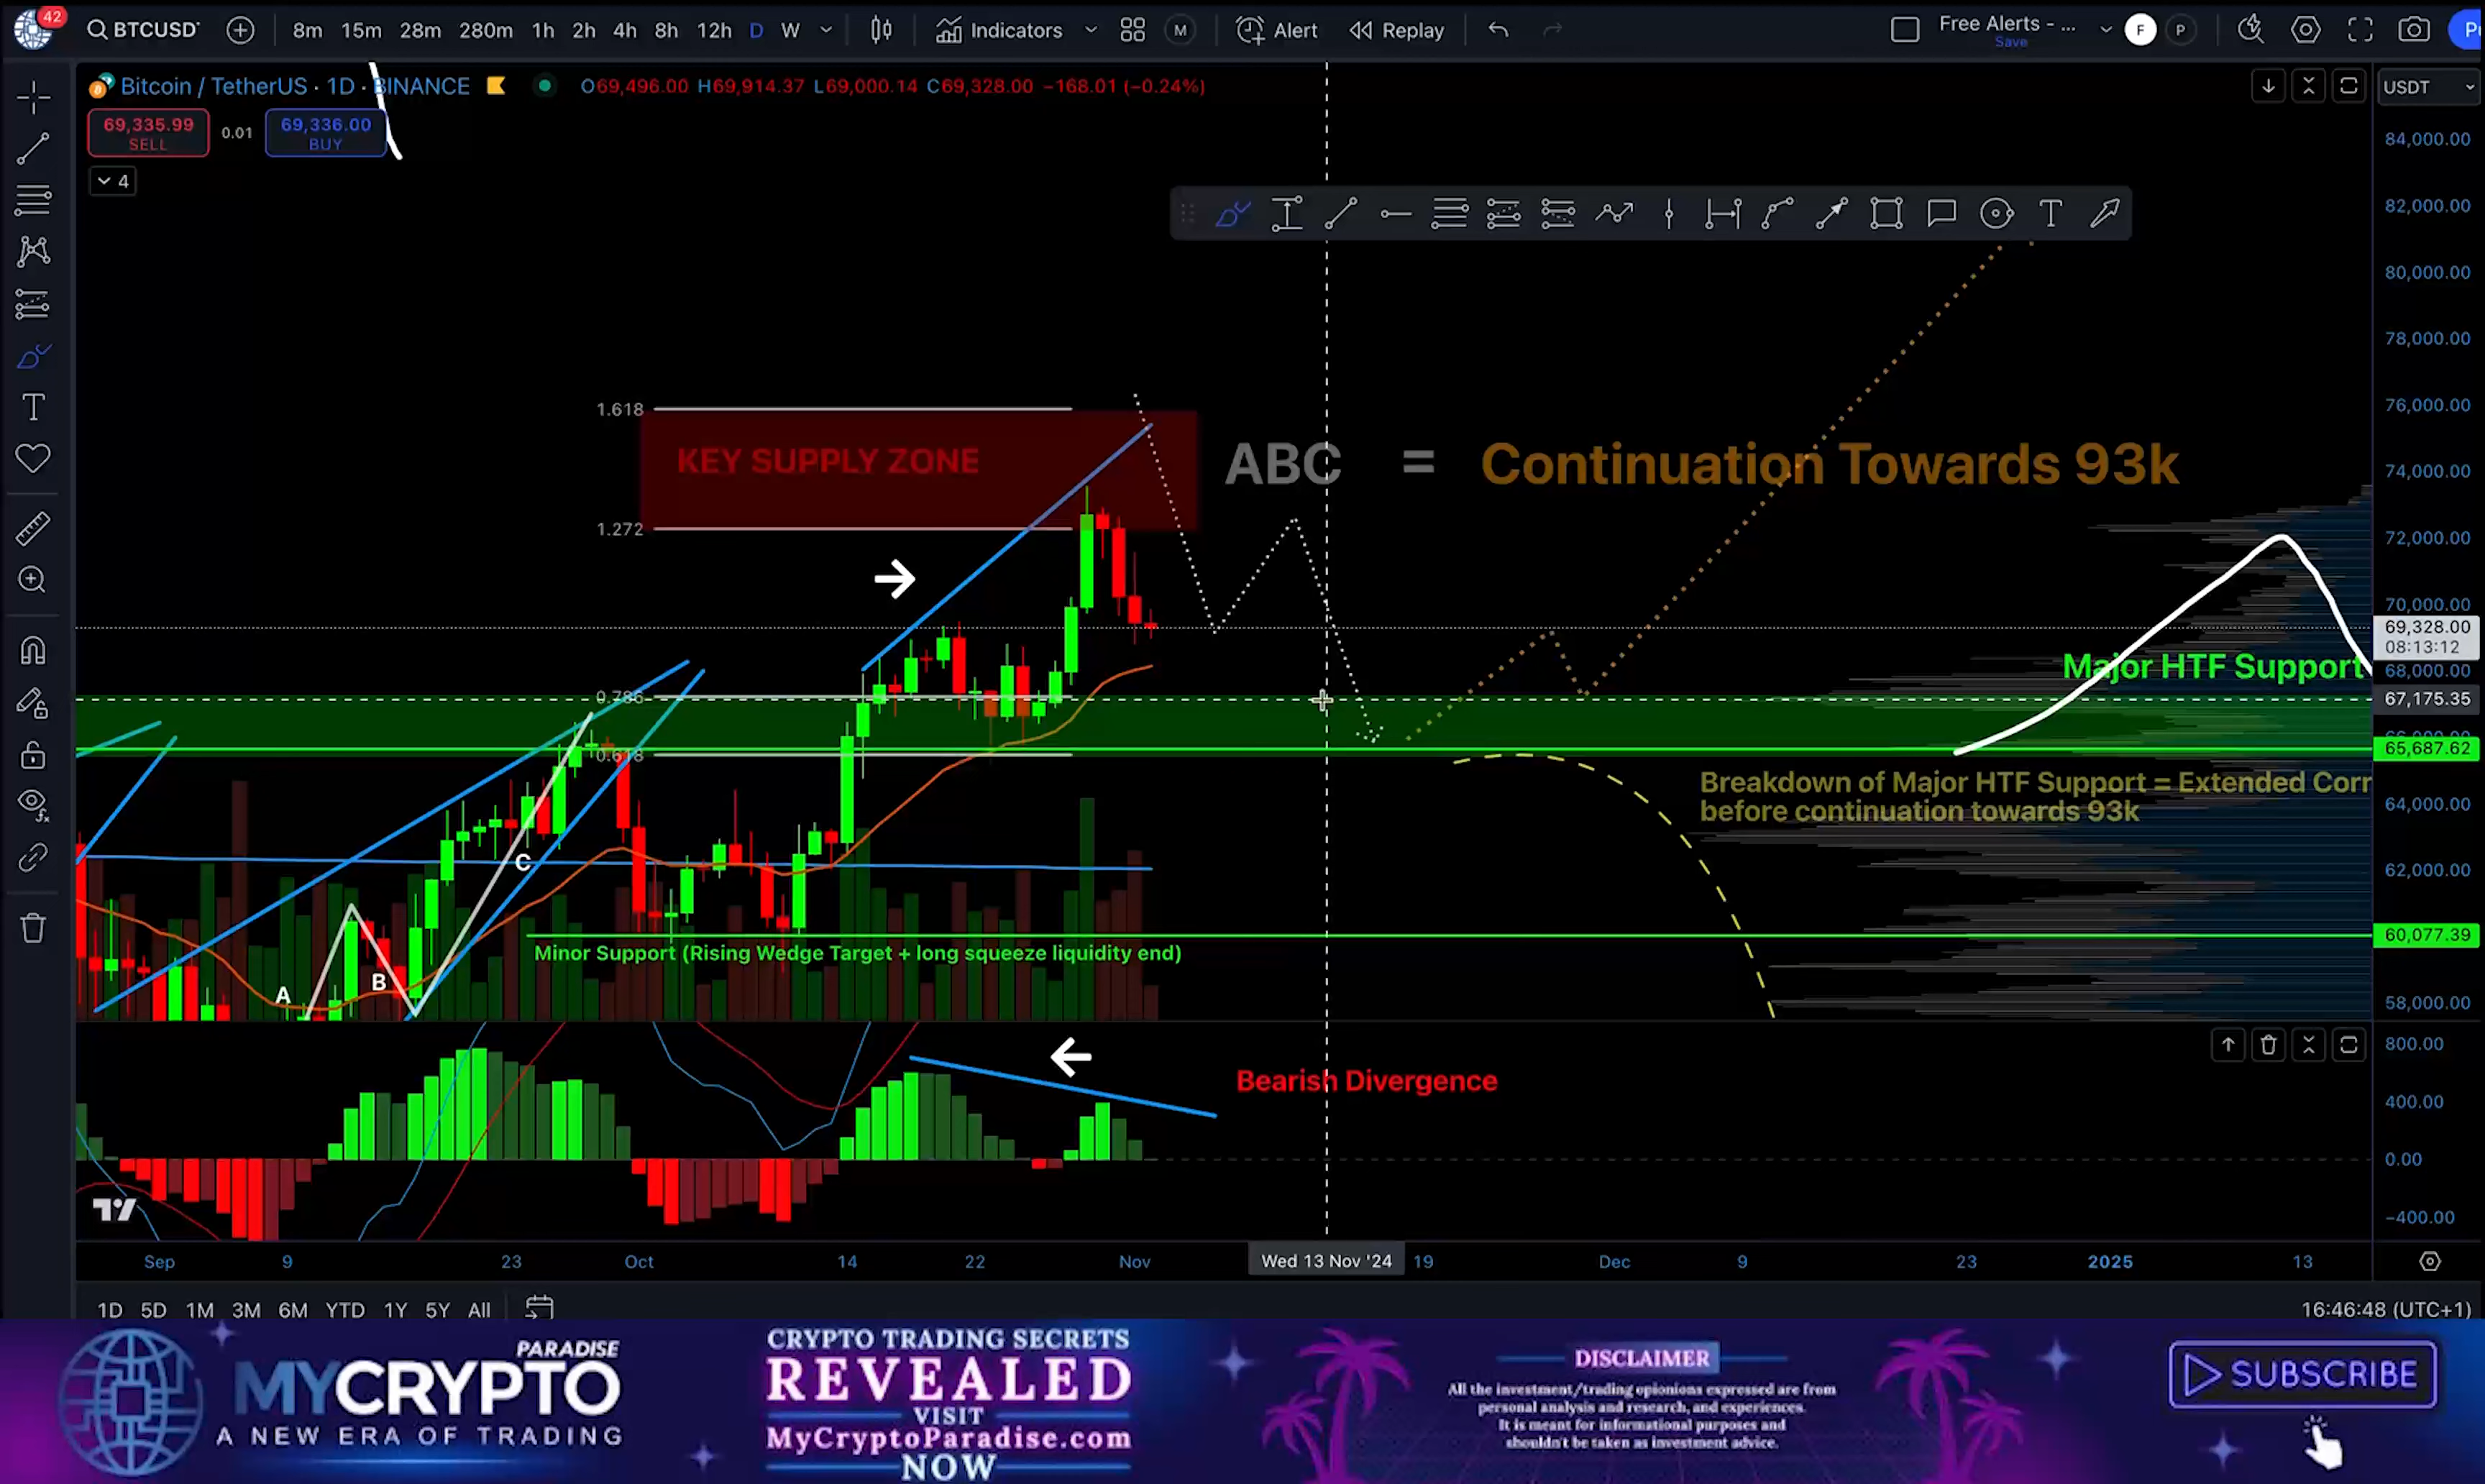 42
BTCUSD
8m 15m 28m 280m 1h 2h 4h 8h 12h D W
Indicators
M
Alert
Replay
Free Alerts - ...
Save
F
P
Bitcoin / TetherUS · 1D · BINANCE
O69,496.00 H69,914.37 L69,000.14 C69,328.00 −168.01 (−0.24%)
USDT
69,335.99
SELL
0.01
69,336.00
BUY
4
84,000.00
82,000.00
80,000.00
78,000.00
76,000.00
74,000.00
72,000.00
70,000.00
69,328.00
08:13:12
68,000.00
67,175.35
65,687.62
64,000.00
62,000.00
60,077.39
58,000.00
1.618
KEY SUPPLY ZONE
1.272
ABC = Continuation Towards 93k
Major HTF Support
0.786
0.618
Breakdown of Major HTF Support = Extended Corr
before continuation towards 93k
C
Minor Support (Rising Wedge Target + long squeeze liquidity end)
A
B
Bearish Divergence
800.00
400.00
0.00
−400.00
Sep 9 23 Oct 14 22 Nov Wed 13 Nov '24 19 Dec 9 23 2025 13
1D 5D 1M 3M 6M YTD 1Y 5Y All
16:46:48 (UTC+1)
PARADISE
MYCRYPTO
A NEW ERA OF TRADING
CRYPTO TRADING SECRETS
REVEALED
VISIT
MyCryptoParadise.com
NOW
DISCLAIMER
All the investment/trading opionions expressed are from
personal analysis and research, and experiences.
It is meant for informational purposes and
shouldn't be taken as investment advice.
SUBSCRIBE